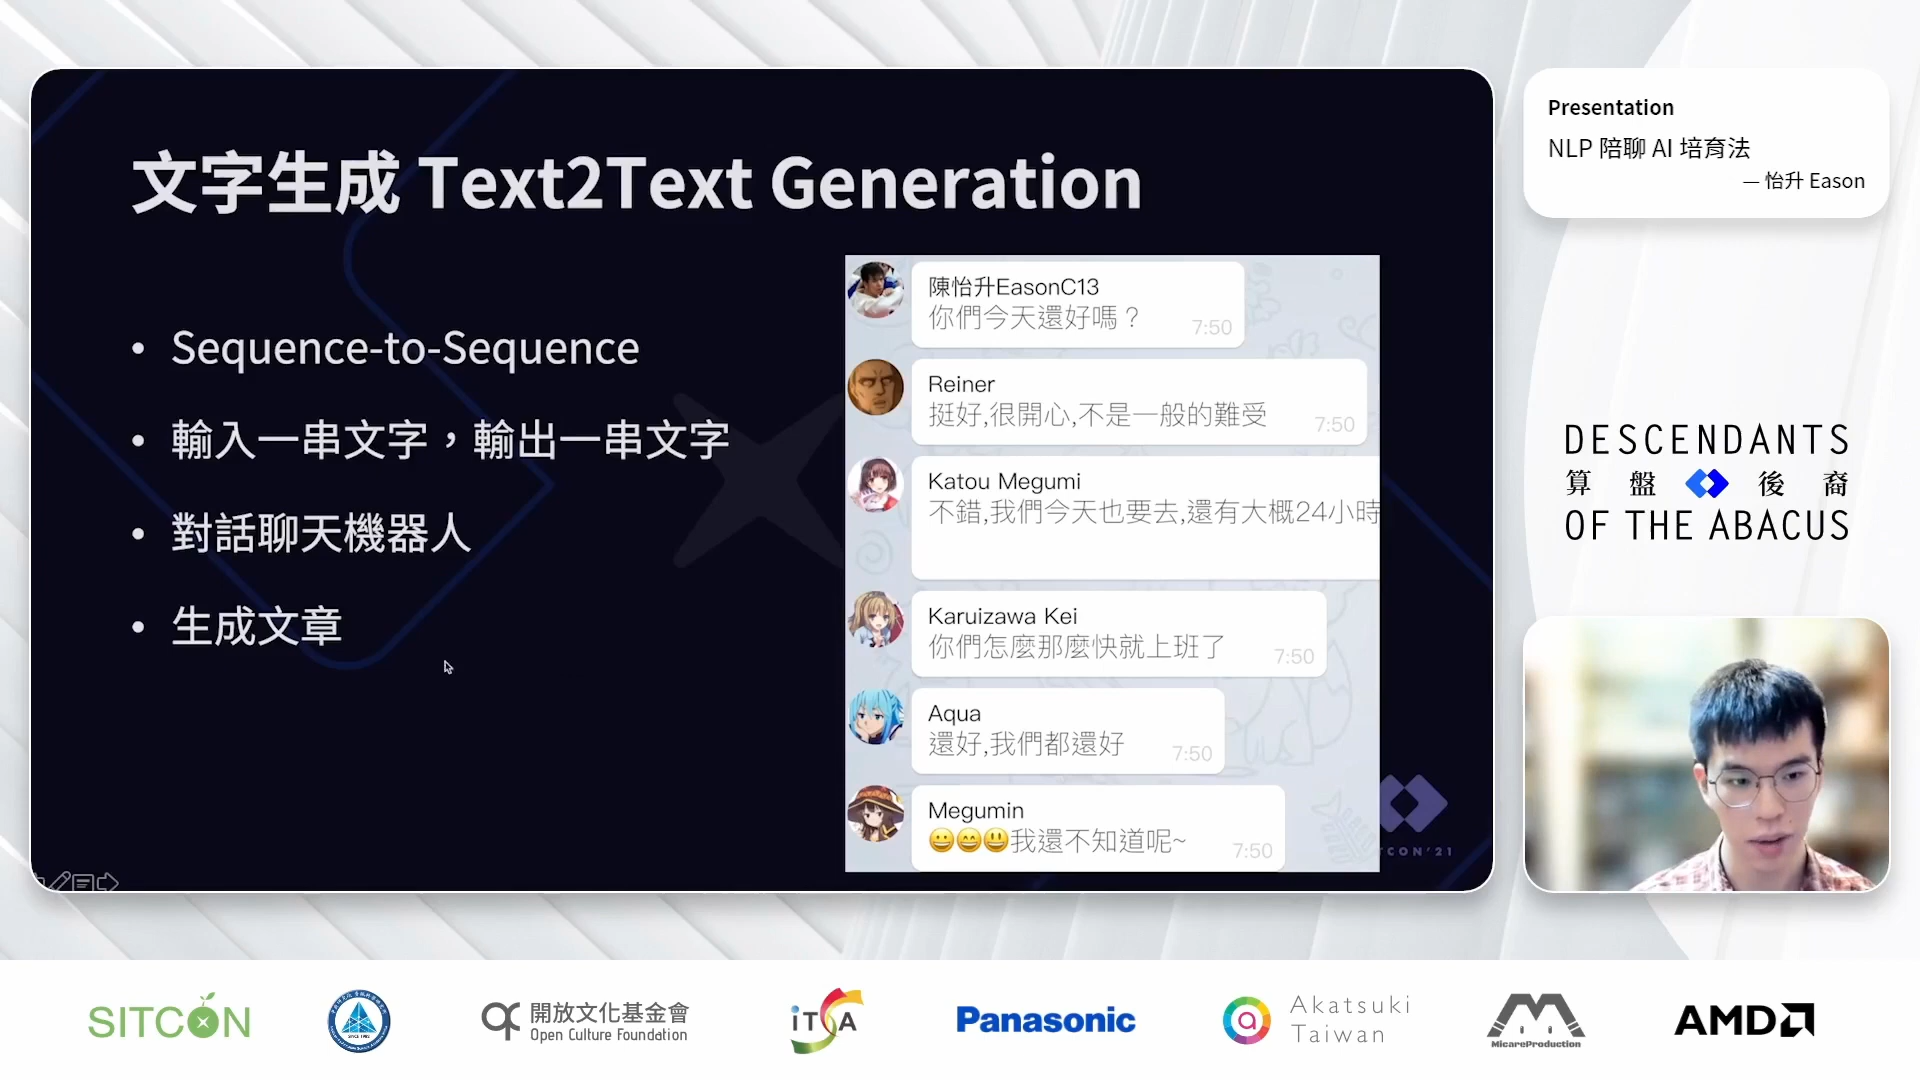 文字生成 Text2Text Generation
• Sequence-to-Sequence
• 輸入一串文字，輸出一串文字
• 對話聊天機器人
• 生成文章
陳怡升EasonC13
你們今天還好嗎？ 7:50
Reiner
挺好,很開心,不是一般的難受 7:50
Katou Megumi
不錯,我們今天也要去,還有大概24小時
Karuizawa Kei
你們怎麼那麼快就上班了 7:50
Aqua
還好,我們都還好 7:50
Megumin
😀😄😃我還不知道呢~ 7:50
TCON'21
Presentation
NLP 陪聊 AI 培育法
— 怡升 Eason
DESCENDANTS
算盤後裔
OF THE ABACUS
SITCON
開放文化基金會
Open Culture Foundation
iTSA
Panasonic
Akatsuki
Taiwan
MicareProduction
AMD